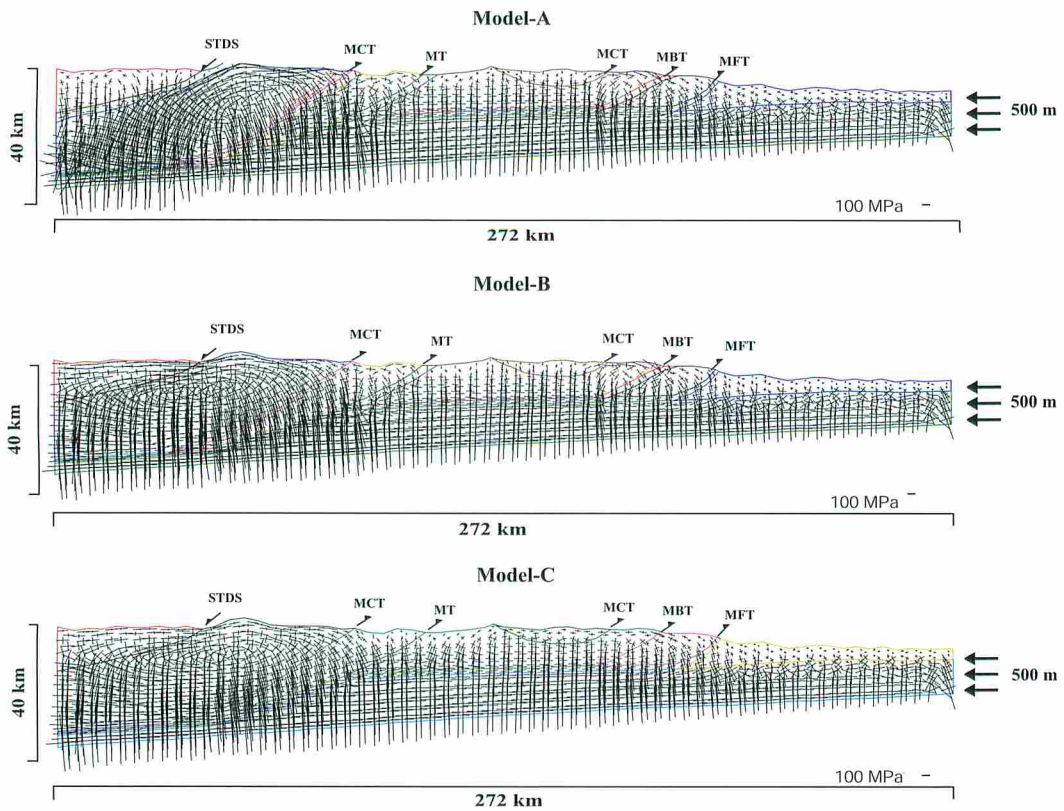 Model-A
STDS
MCT
MT
MCT
MBT
MFT
40 km
500 m
100 MPa
272 km
Model-B
STDS
MCT
MT
MCT
MBT
MFT
40 km
500 m
100 MPa
272 km
Model-C
STDS
MCT
MT
MCT
MBT
MFT
40 km
500 m
100 MPa
272 km